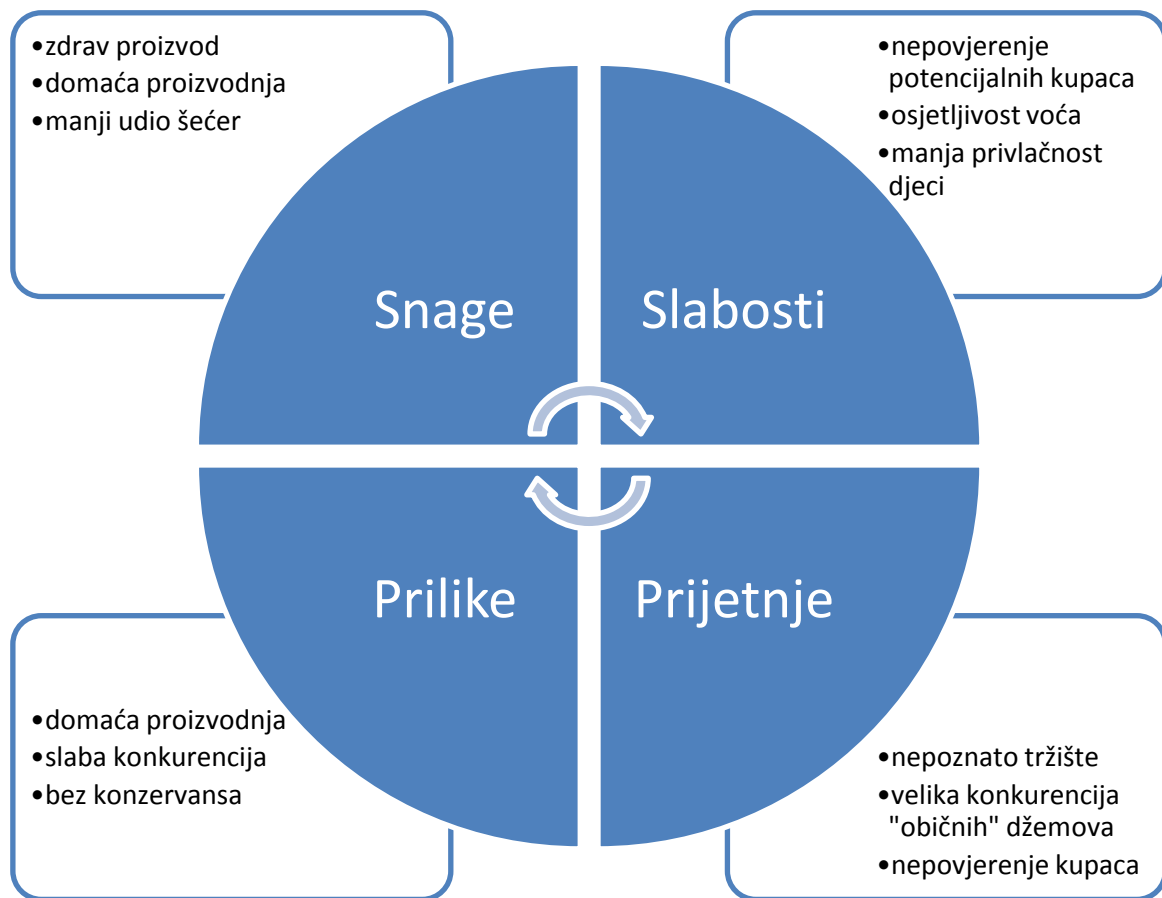 •zdrav proizvod
•domaća proizvodnja
•manji udio šećer
•nepovjerenje
potencijalnih kupaca
•osjetljivost voća
•manja privlačnost
djeci
Snage
Slabosti
Prilike
Prijetnje
•domaća proizvodnja
•slaba konkurencija
•bez konzervansa
•nepoznato tržište
•velika konkurencija
"običnih" džemova
•nepovjerenje kupaca